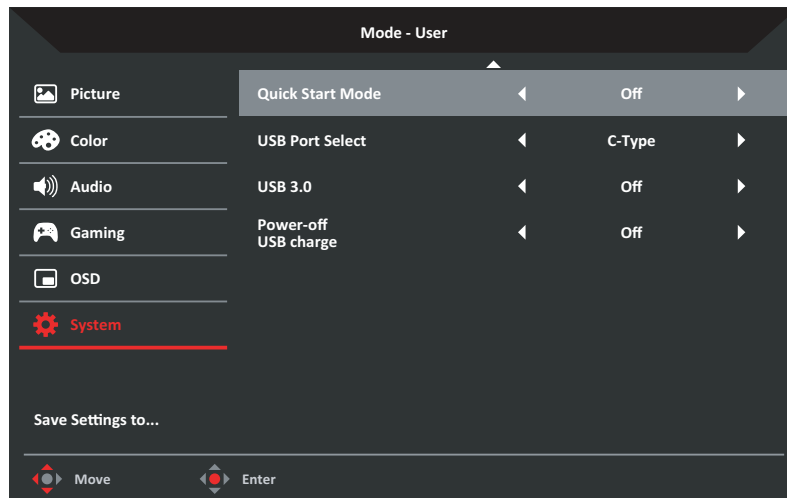 Mode - User
Picture
Quick Start Mode Off
Color
USB Port Select C-Type
Audio
USB 3.0 Off
Gaming
Power-off
USB charge Off
OSD
System
Save Settings to...
Move Enter